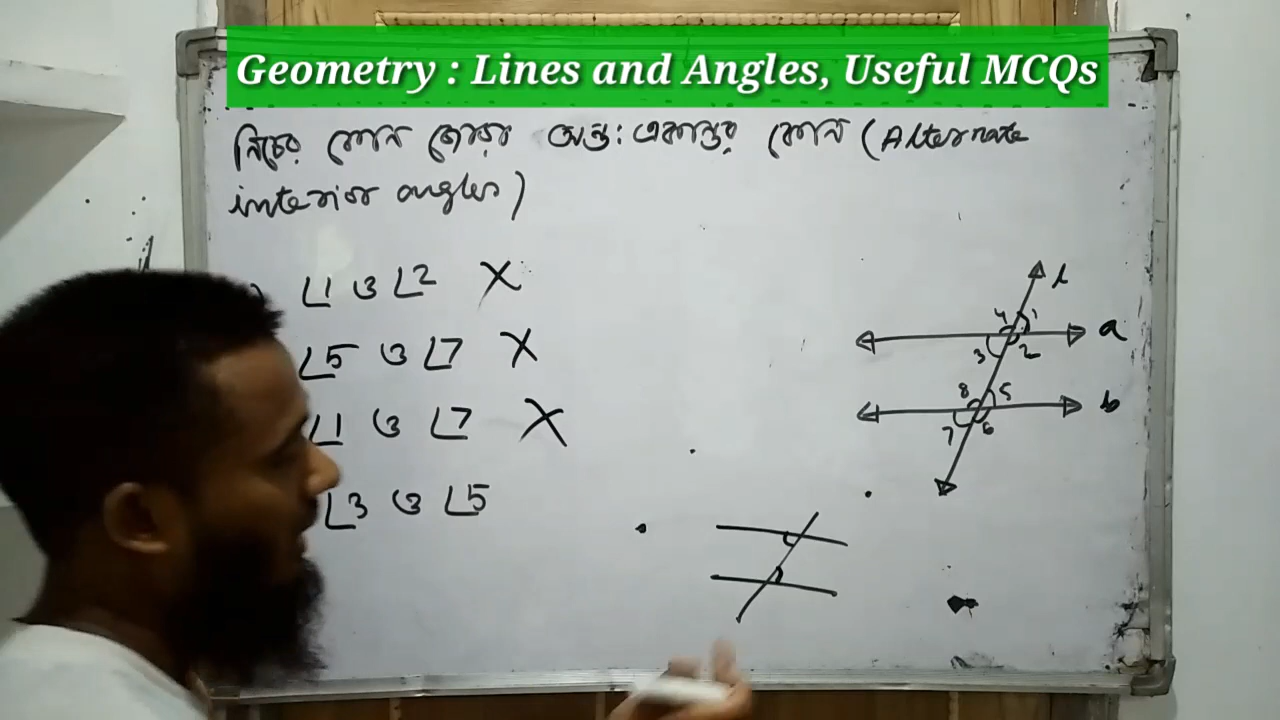 Geometry : Lines and Angles, Useful MCQs
নিচের কোন জোড়া অন্ত:একান্তর কোন (Alternate
interior angles)
∠1 ও ∠2 X
∠5 ও ∠7 X
∠1 ও ∠7 X
∠3 ও ∠5
l
4 1
a
3 2
8 5
b
7 6